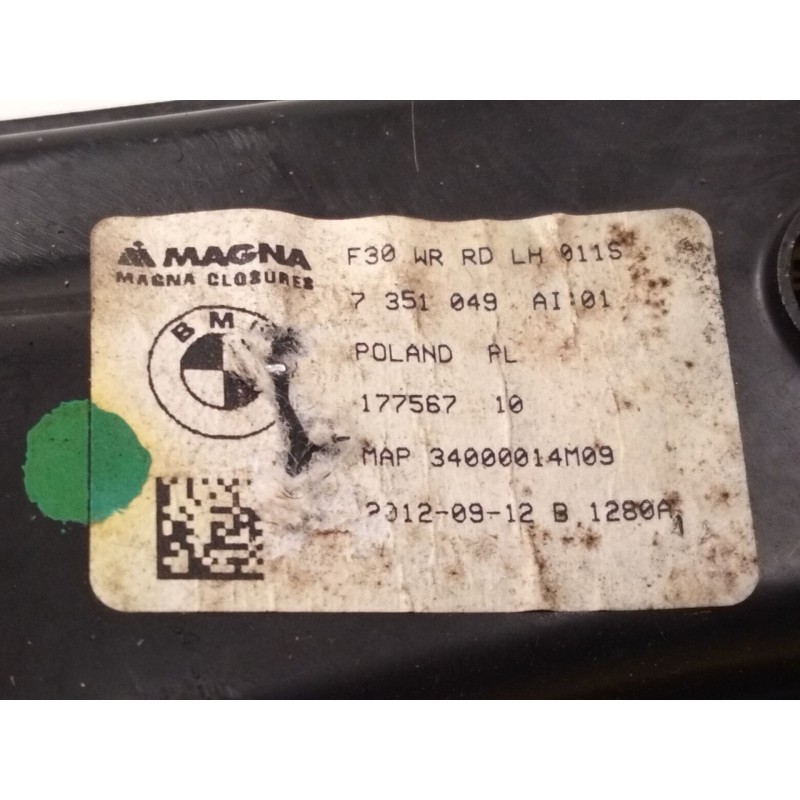 MAGNA
MAGNA CLOSURES
BM
F30 WR RD LH 011S
7 351 049 AI:01
POLAND PL
177567 10
MAP 34000014M09
2012-09-12 B 1280A